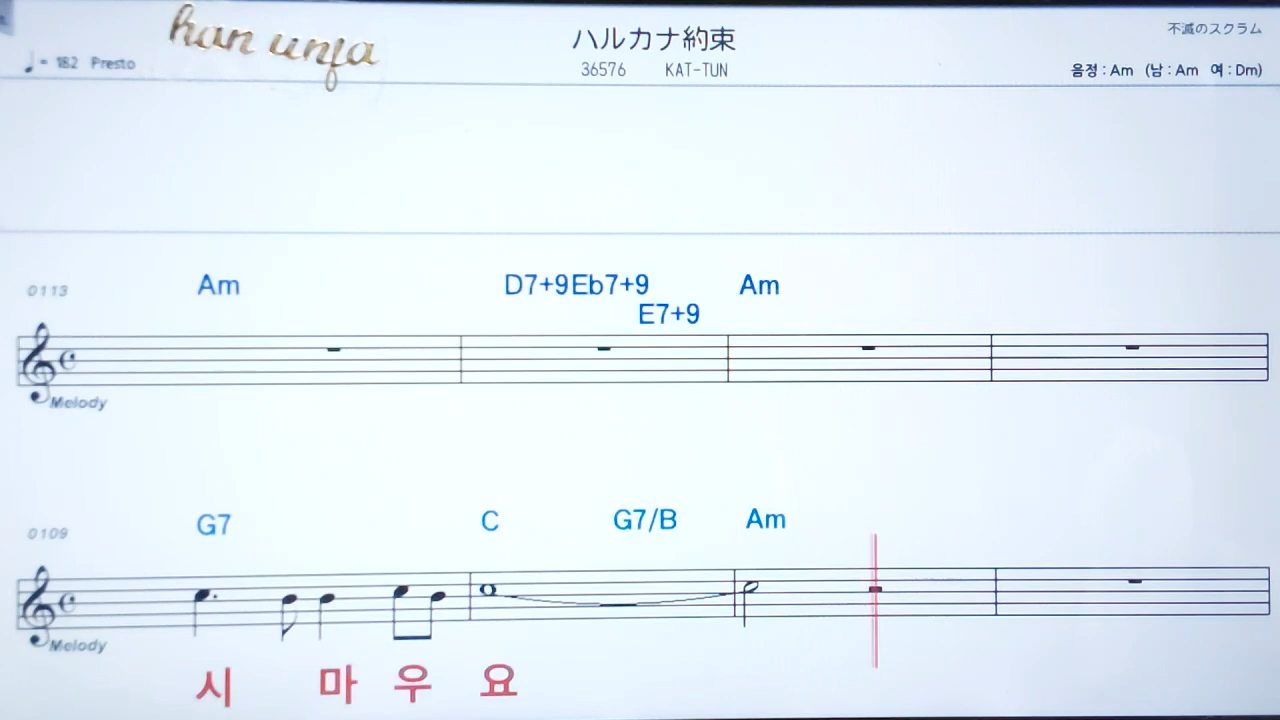 han unfa
ハルカナ約束
不滅のスクラム
♩= 182 Presto
36576 KAT-TUN
음정 : Am (남 : Am 여 : Dm)
0113
Am D7+9 Eb7+9 Am
E7+9
Melody
0109
G7 C G7/B Am
Melody
시 마 우 요